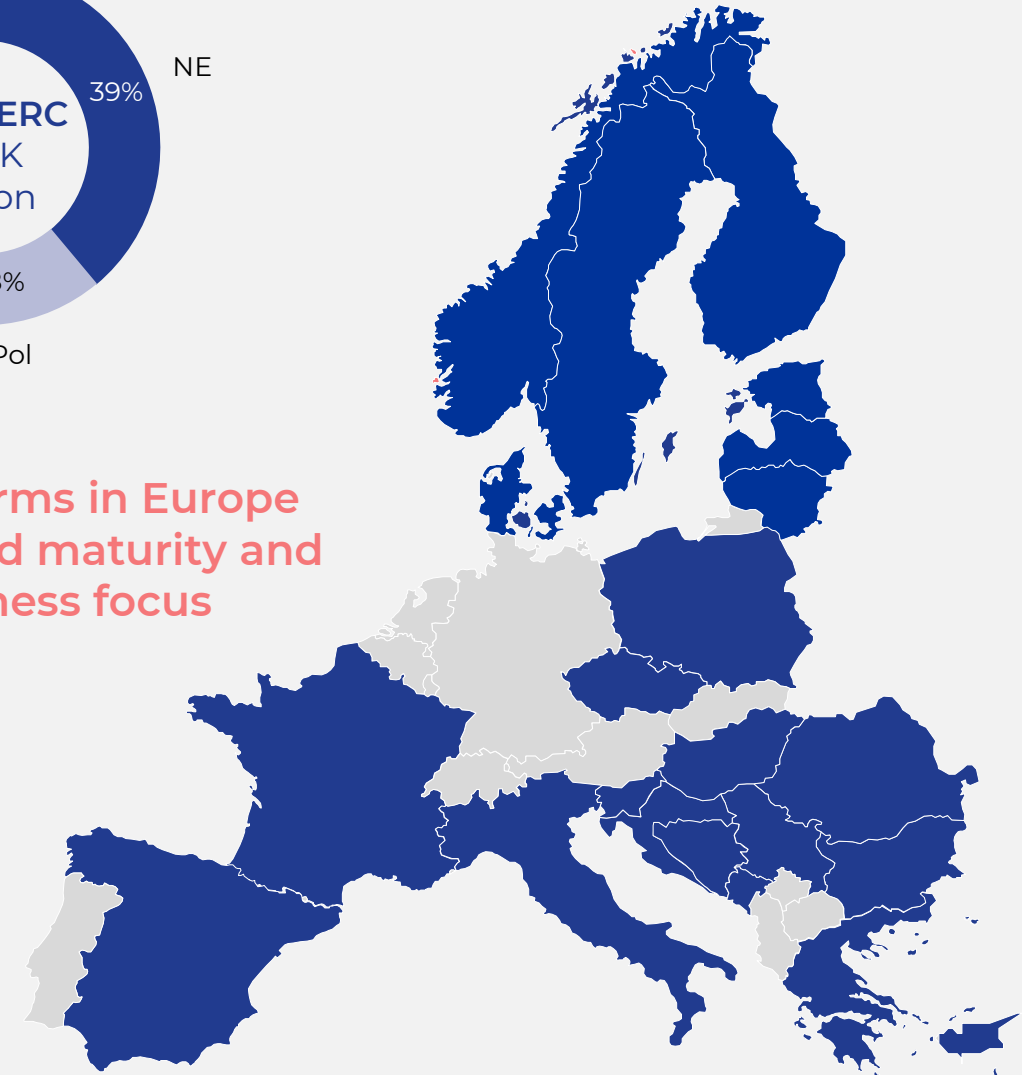 39%
NE
ERC
K
on
3%
Pol
rms in Europe
d maturity and
ness focus